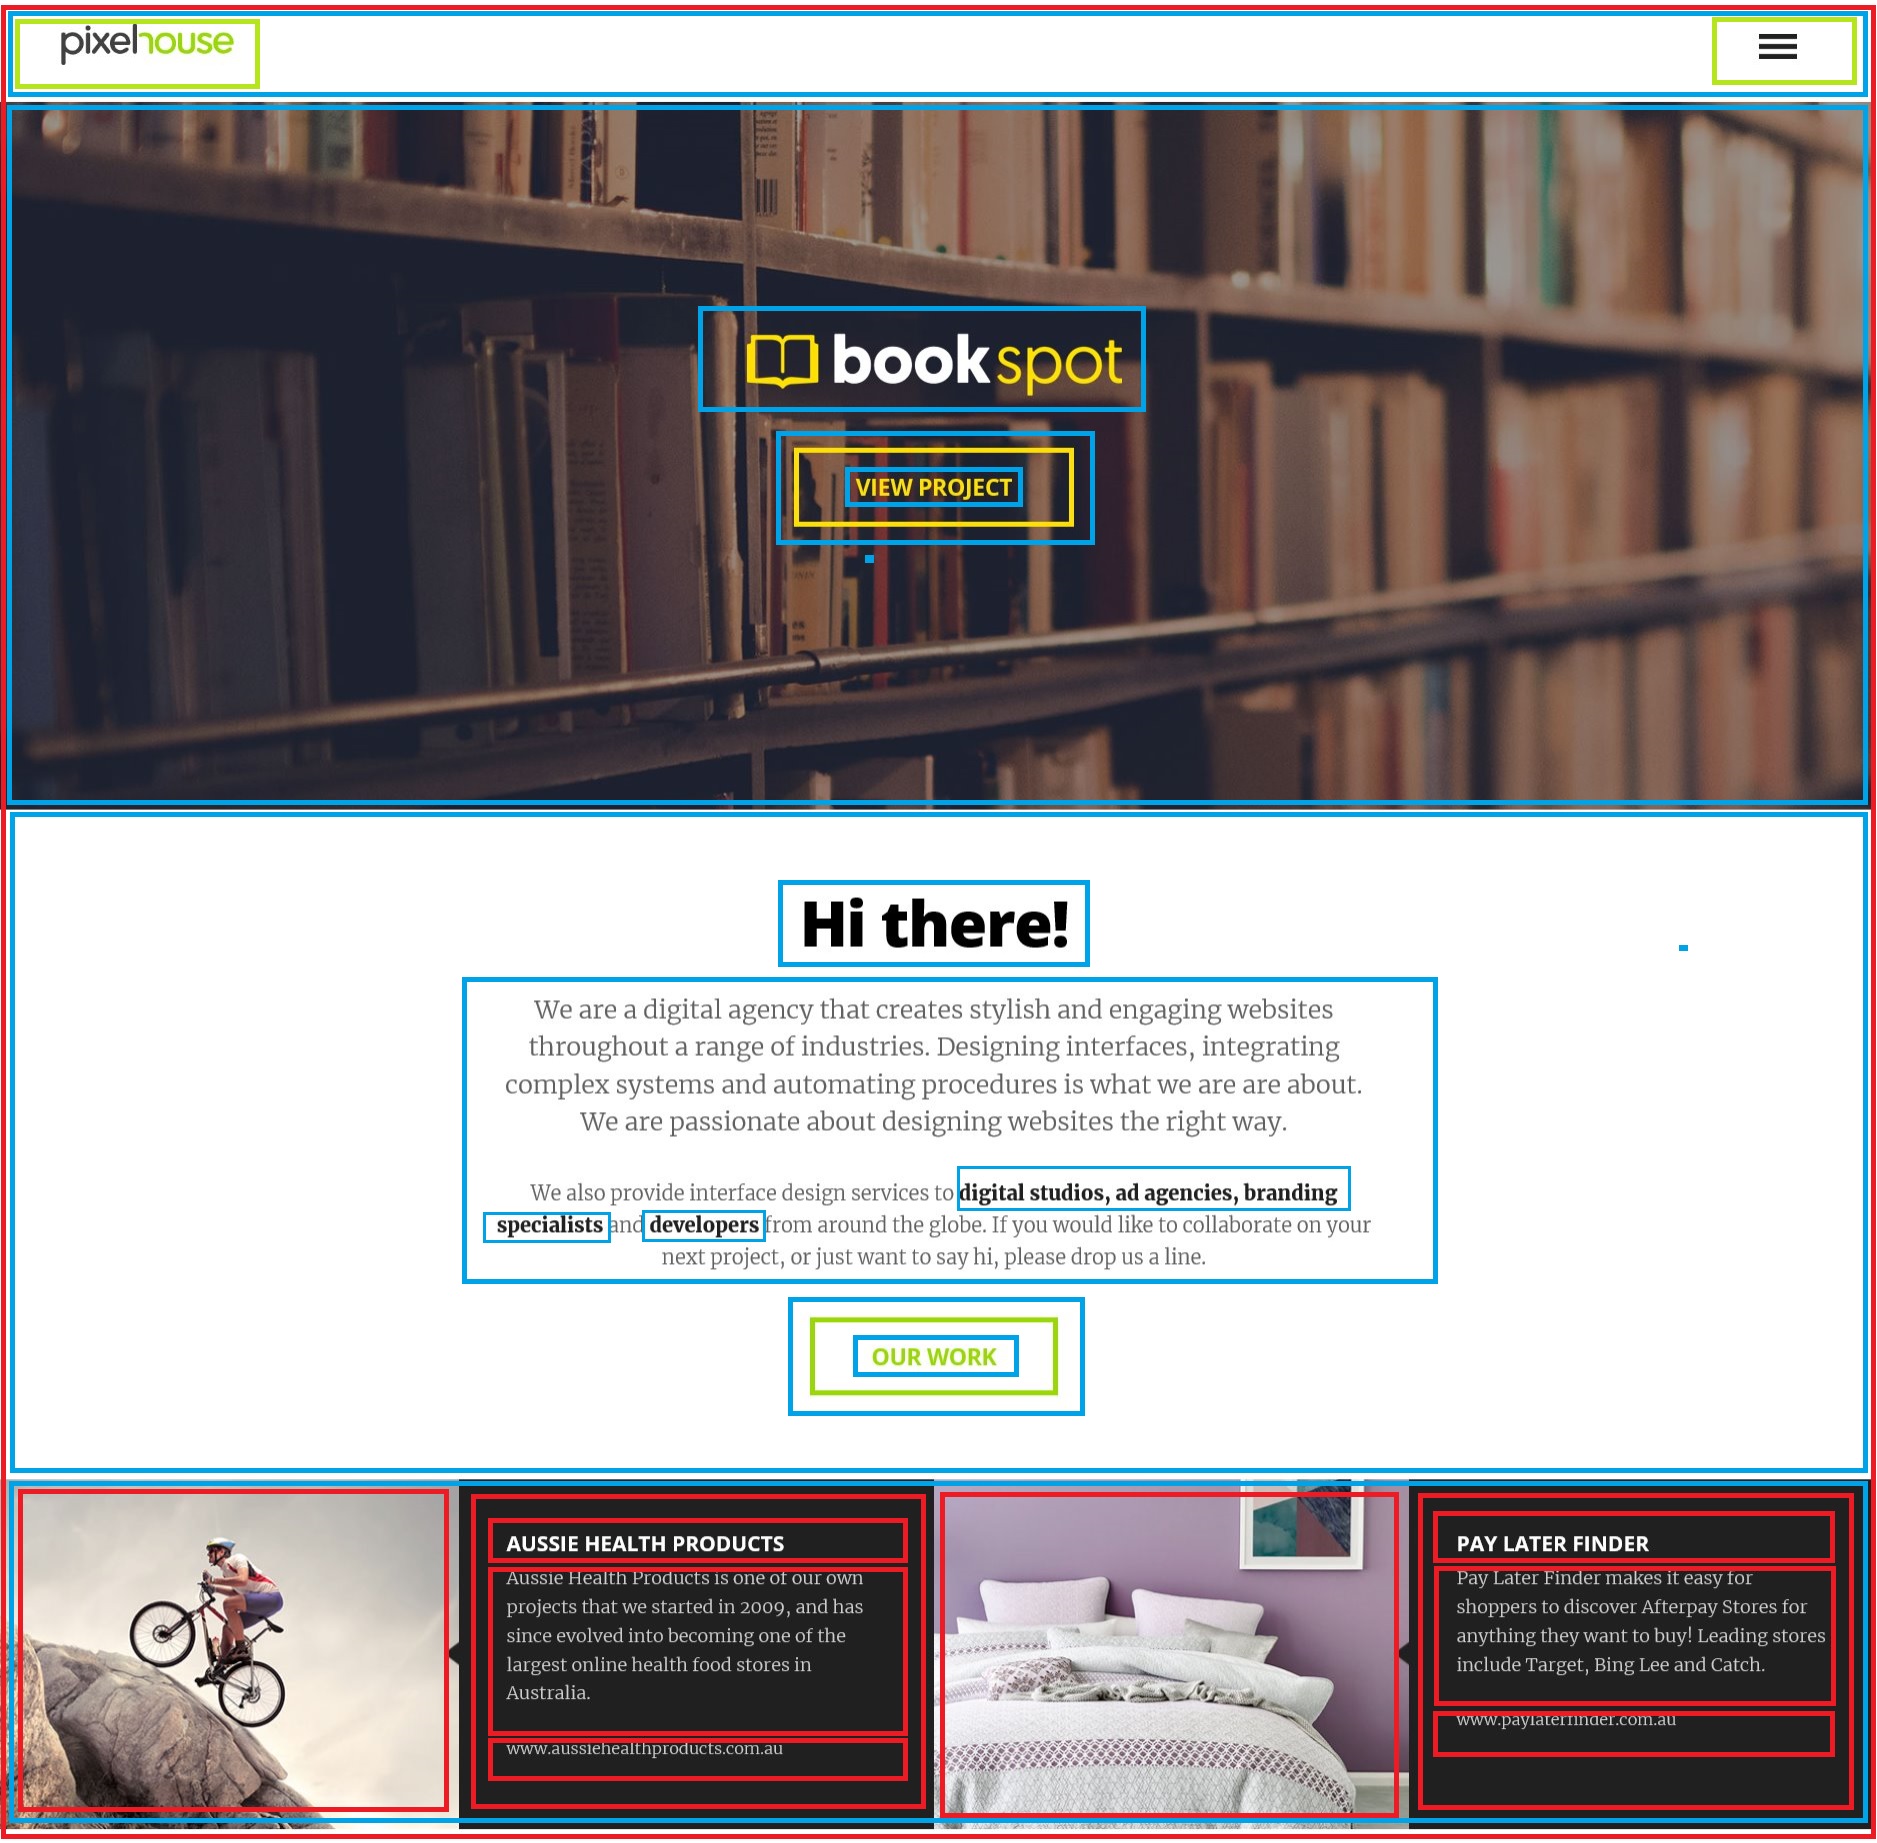 pixelhouse
bookspot
VIEW PROJECT
Hi there!
We are a digital agency that creates stylish and engaging websites
throughout a range of industries. Designing interfaces, integrating
complex systems and automating procedures is what we are are about.
We are passionate about designing websites the right way.
We also provide interface design services to digital studios, ad agencies, branding
specialists and developers from around the globe. If you would like to collaborate on your
next project, or just want to say hi, please drop us a line.
OUR WORK
AUSSIE HEALTH PRODUCTS
Aussie Health Products is one of our own
projects that we started in 2009, and has
since evolved into becoming one of the
largest online health food stores in
Australia.
www.aussiehealthproducts.com.au
PAY LATER FINDER
Pay Later Finder makes it easy for
shoppers to discover Afterpay Stores for
anything they want to buy! Leading stores
include Target, Bing Lee and Catch.
www.paylaterfinder.com.au